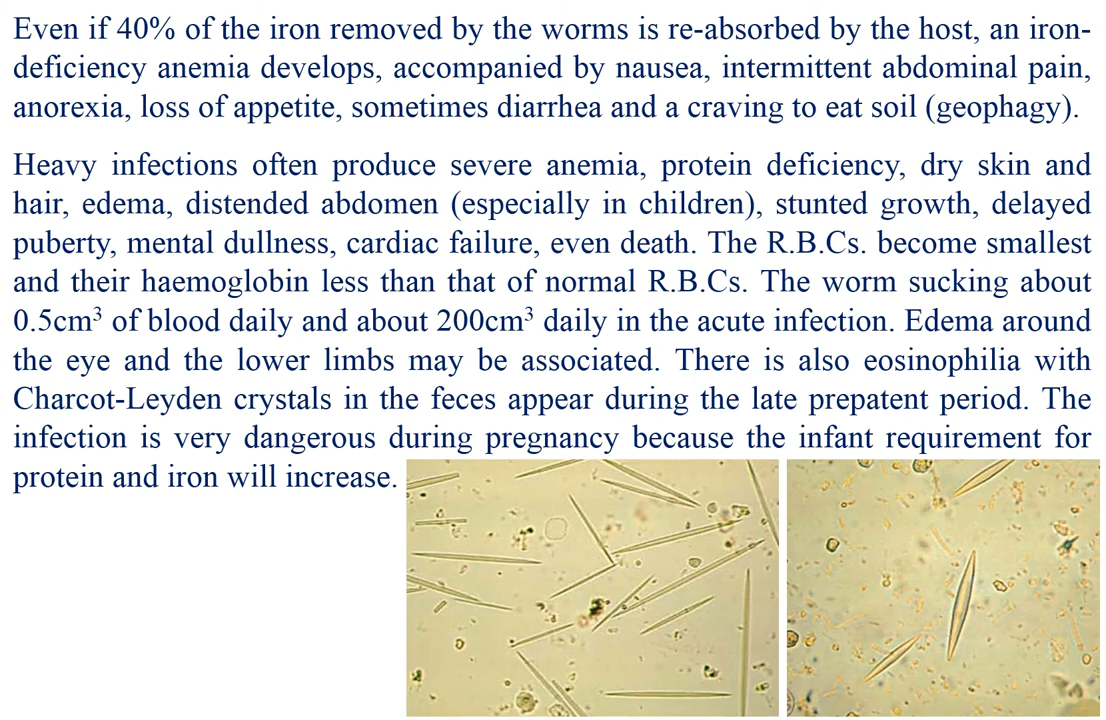 Even if 40% of the iron removed by the worms is re-absorbed by the host, an iron-
deficiency anemia develops, accompanied by nausea, intermittent abdominal pain,
anorexia, loss of appetite, sometimes diarrhea and a craving to eat soil (geophagy).
Heavy infections often produce severe anemia, protein deficiency, dry skin and
hair, edema, distended abdomen (especially in children), stunted growth, delayed
puberty, mental dullness, cardiac failure, even death. The R.B.Cs. become smallest
and their haemoglobin less than that of normal R.B.Cs. The worm sucking about
0.5cm³ of blood daily and about 200cm³ daily in the acute infection. Edema around
the eye and the lower limbs may be associated. There is also eosinophilia with
Charcot-Leyden crystals in the feces appear during the late prepatent period. The
infection is very dangerous during pregnancy because the infant requirement for
protein and iron will increase.